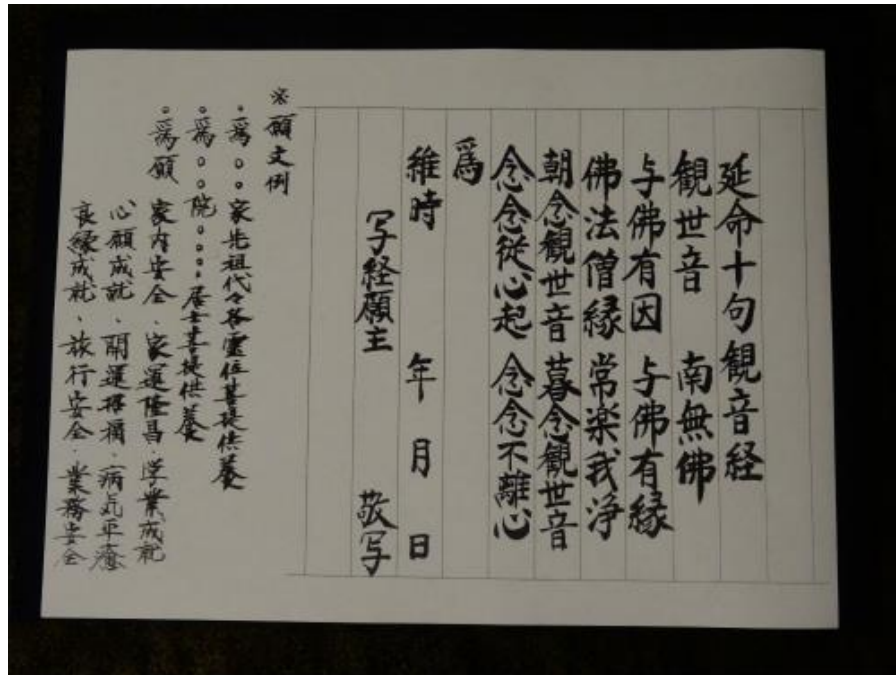 延命十句観音経
観世音 南無佛
与佛有因 与佛有縁
佛法僧縁 常楽我浄
朝念観世音 暮念観世音
念念從心起 念念不離心
爲
維時 年 月 日
写経願主 敬写
※願文例
・爲○○家先祖代々各霊位菩提供養
・爲○○院○○○○居士菩提供養
・爲願 家内安全、家運隆昌、学業成就
心願成就、開運招福、病気平癒
良縁成就、旅行安全、業務安全